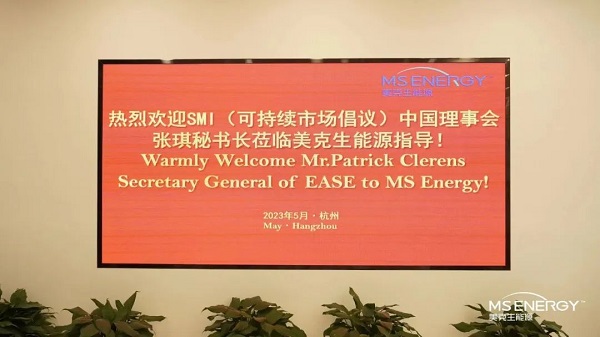 MS ENERGY™
美克生能源
热烈欢迎SMI（可持续市场倡议）中国理事会
张琪秘书长莅临美克生能源指导！
Warmly Welcome Mr.Patrick Clerens
Secretary General of EASE to MS Energy!
2023年5月·杭州
May·Hangzhou
MS ENERGY™
美克生能源